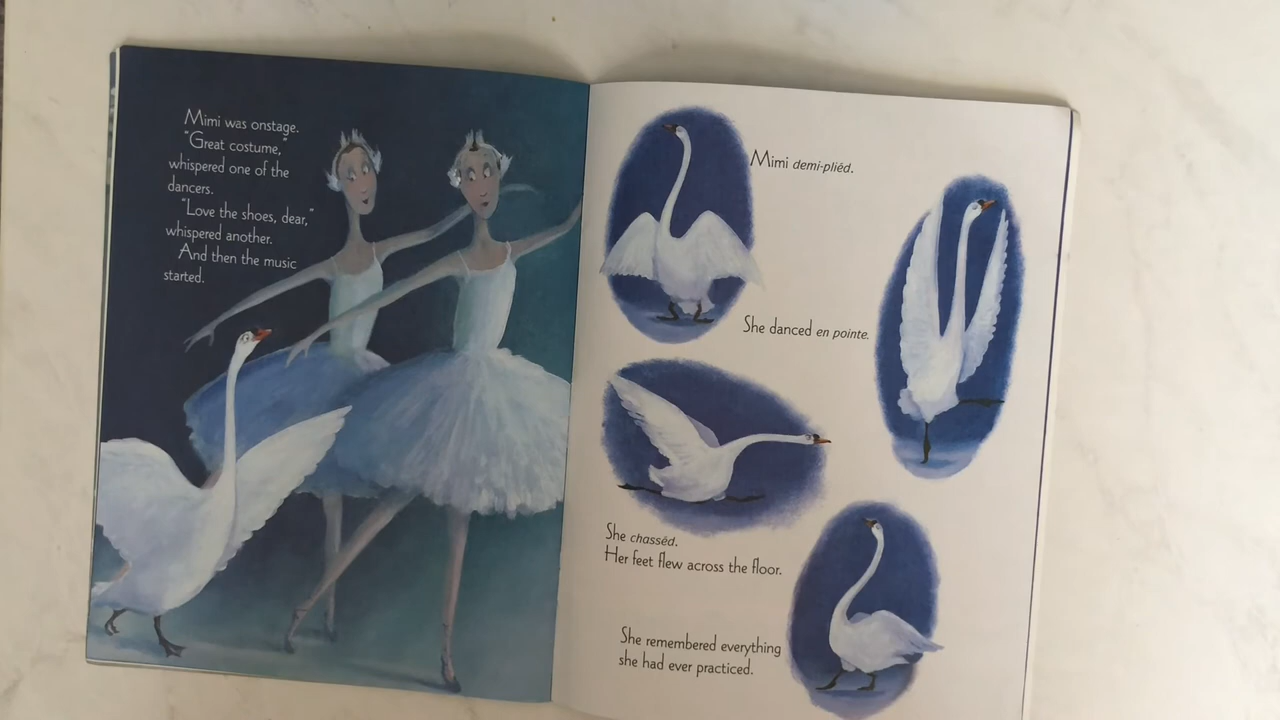 Mimi was onstage.
“Great costume,”
whispered one of the
dancers.
“Love the shoes, dear,”
whispered another.
And then the music
started.
Mimi demi-pliéd.
She danced en pointe.
She chasséd.
Her feet flew across the floor.
She remembered everything
she had ever practiced.